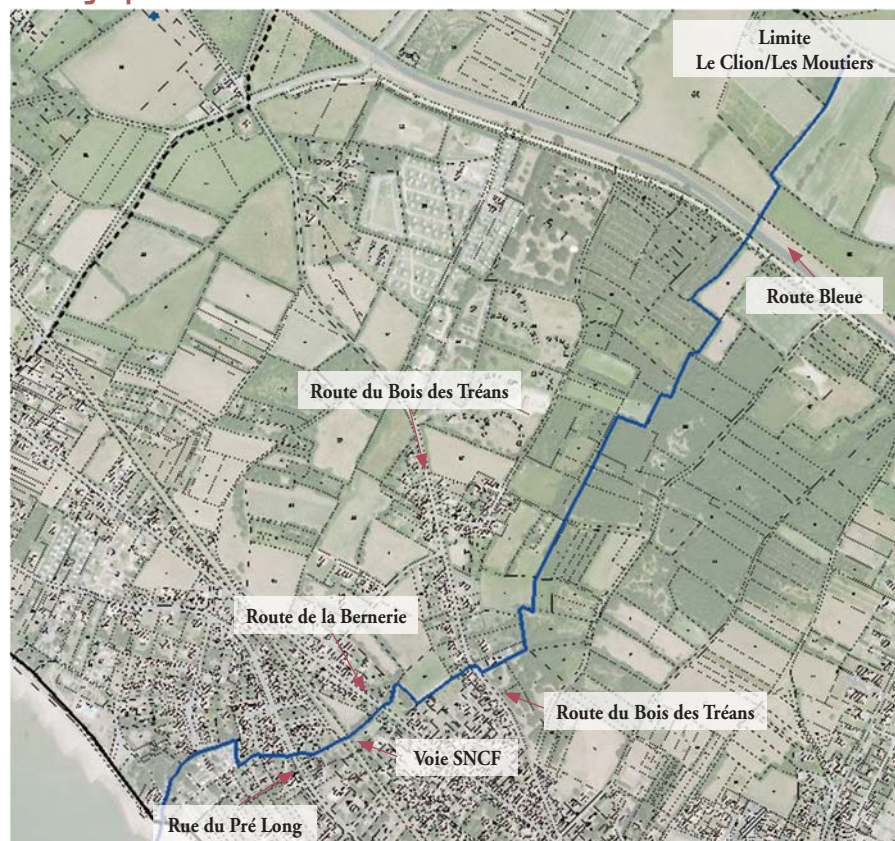 Limite
Le Clion/Les Moutiers
Route Bleue
Route du Bois des Tréans
Route de la Bernerie
Route du Bois des Tréans
Voie SNCF
Rue du Pré Long